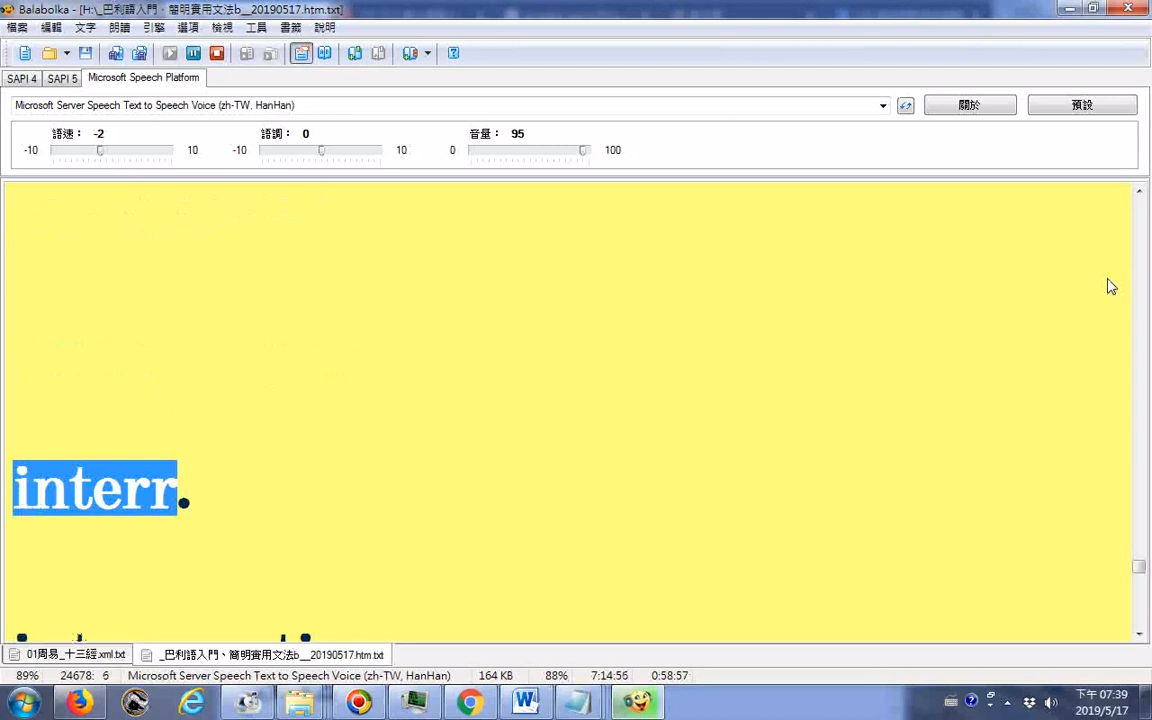 Balabolka - [H:\_巴利語入門、簡明實用文法b__20190517.htm.txt]
檔案 編輯 文字 朗讀 引擎 選項 檢視 工具 書籤 說明
SAPI 4 SAPI 5 Microsoft Speech Platform
Microsoft Server Speech Text to Speech Voice (zh-TW, HanHan) 關於 預設
語速： -2 語調： 0 音量： 95
-10 10 -10 10 0 100
interr.
01周易_十三經.xml.txt _巴利語入門、簡明實用文法b__20190517.htm.txt
89% 24678: 6 Microsoft Server Speech Text to Speech Voice (zh-TW, HanHan) 164 KB 88% 7:14:55 0:58:57
下午 07:39
2019/5/17